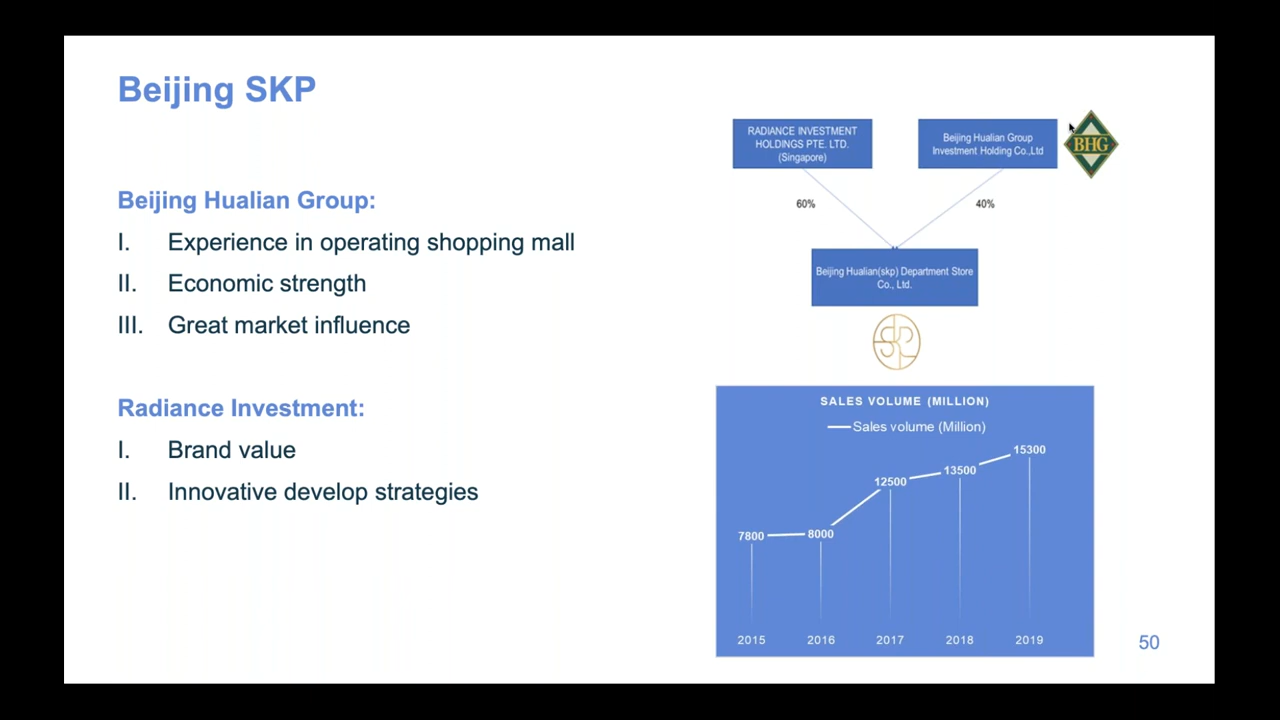 Beijing SKP
Beijing Hualian Group:
I. Experience in operating shopping mall
II. Economic strength
III. Great market influence
Radiance Investment:
I. Brand value
II. Innovative develop strategies
RADIANCE INVESTMENT
HOLDINGS PTE. LTD.
(Singapore)
Beijing Hualian Group
Investment Holding Co.,Ltd
BHG
60%
40%
Beijing Hualian(skp) Department Store
Co., Ltd.
SKP
SALES VOLUME (MILLION)
Sales volume (Million)
7800
8000
12500
13500
15300
2015 2016 2017 2018 2019
50